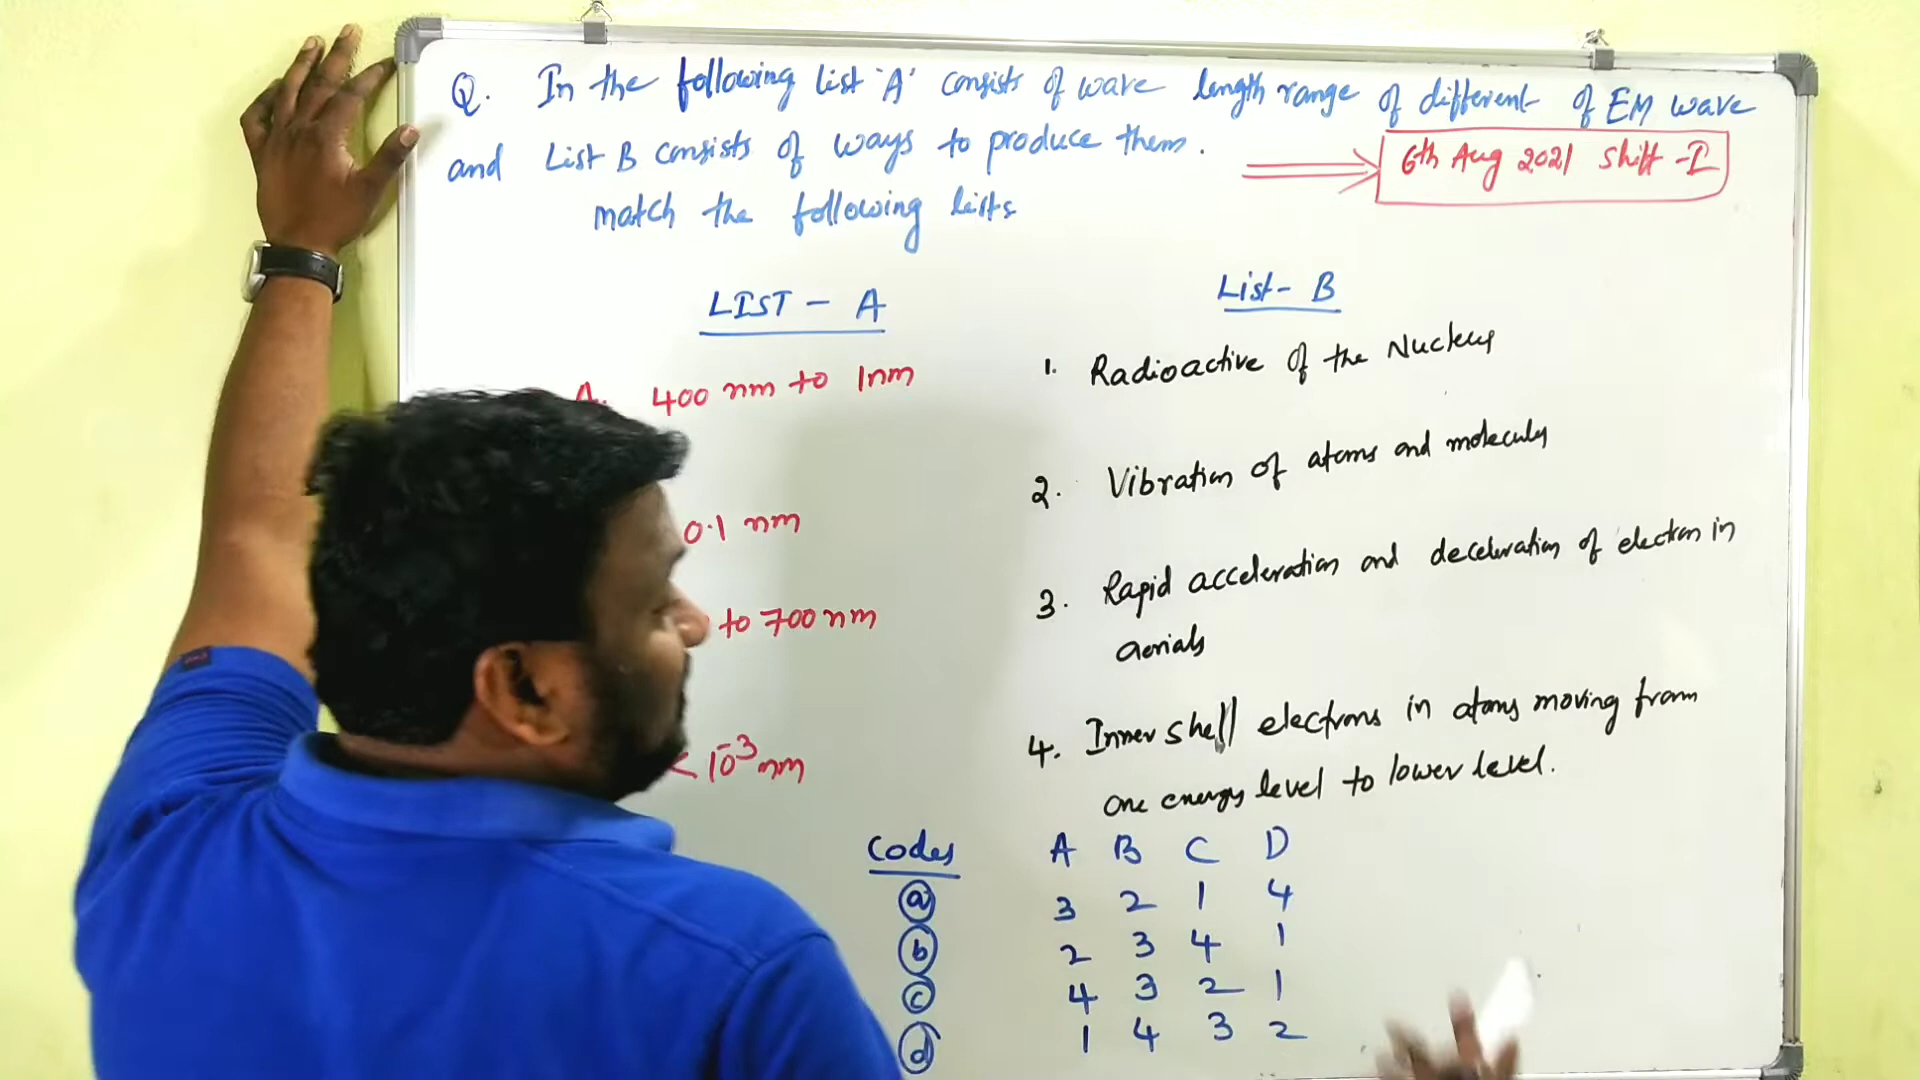 Q. In the following list 'A' consists of wave length range of different of EM wave
and List B consists of ways to produce them.
6th Aug 2021 Shift -I
match the following lists
LIST - A
List- B
A. 400 nm to 1nm
1. Radioactive of the Nucleus
2. Vibration of atoms and molecules
0.1 nm
3. Rapid acceleration and deceleration of electron in
aerials
to 700 nm
4. Inner shell electrons in atoms moving from
one energy level to lower level.
< 10⁻³ nm
Codes A B C D
a 3 2 1 4
b 2 3 4 1
c 4 3 2 1
d 1 4 3 2